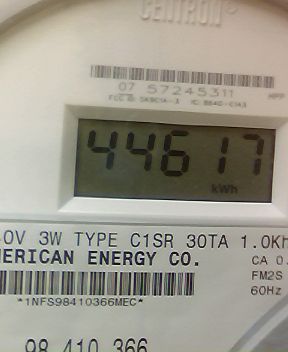 CENTRON®
07 57245311
44617
kWh
0V 3W TYPE C1SR 30TA 1.0Kh
ERICAN ENERGY CO.
CA 0.
FM2S
*1NFS98410366MEC*
60Hz
98 410 366